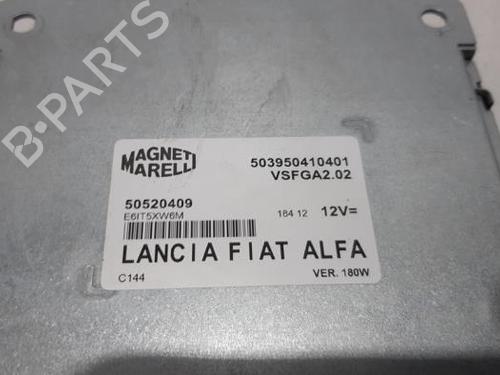 MAGNETI
MARELLI
503950410401
VSFGA2.02
50520409
E6IT5XW6M
184 12 12V=
LANCIA FIAT ALFA
C144 VER. 180W
B-PARTS